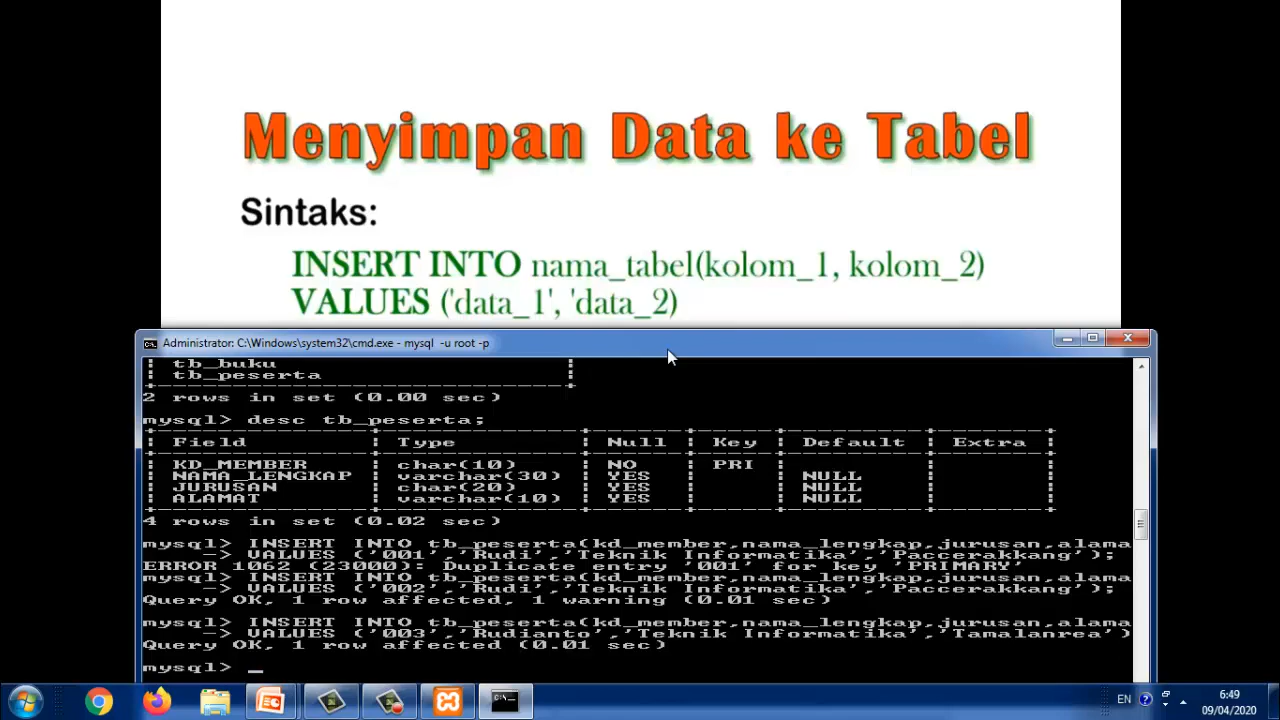 Menyimpan Data ke Tabel
Sintaks:
INSERT INTO nama_tabel(kolom_1, kolom_2)
VALUES ('data_1', 'data_2)
Administrator: C:\Windows\system32\cmd.exe - mysql -u root -p
| tb_buku |
| tb_peserta |
2 rows in set (0.00 sec)
mysql> desc tb_peserta;
| Field | Type | Null | Key | Default | Extra |
| KD_MEMBER | char(10) | NO | PRI | | |
| NAMA_LENGKAP | varchar(30) | YES | | NULL | |
| JURUSAN | char(20) | YES | | NULL | |
| ALAMAT | varchar(10) | YES | | NULL | |
4 rows in set (0.02 sec)
mysql> INSERT INTO tb_peserta(kd_member,nama_lengkap,jurusan,alama
-> VALUES ('001','Rudi','Teknik Informatika','Paccerakkang');
ERROR 1062 (23000): Duplicate entry '001' for key 'PRIMARY'
mysql> INSERT INTO tb_peserta(kd_member,nama_lengkap,jurusan,alama
-> VALUES ('002','Rudi','Teknik Informatika','Paccerakkang');
Query OK, 1 row affected, 1 warning (0.01 sec)
mysql> INSERT INTO tb_peserta(kd_member,nama_lengkap,jurusan,alama
-> VALUES ('003','Rudianto','Teknik Informatika','Tamalanrea')
Query OK, 1 row affected (0.01 sec)
mysql> _
EN
6:49
09/04/2020